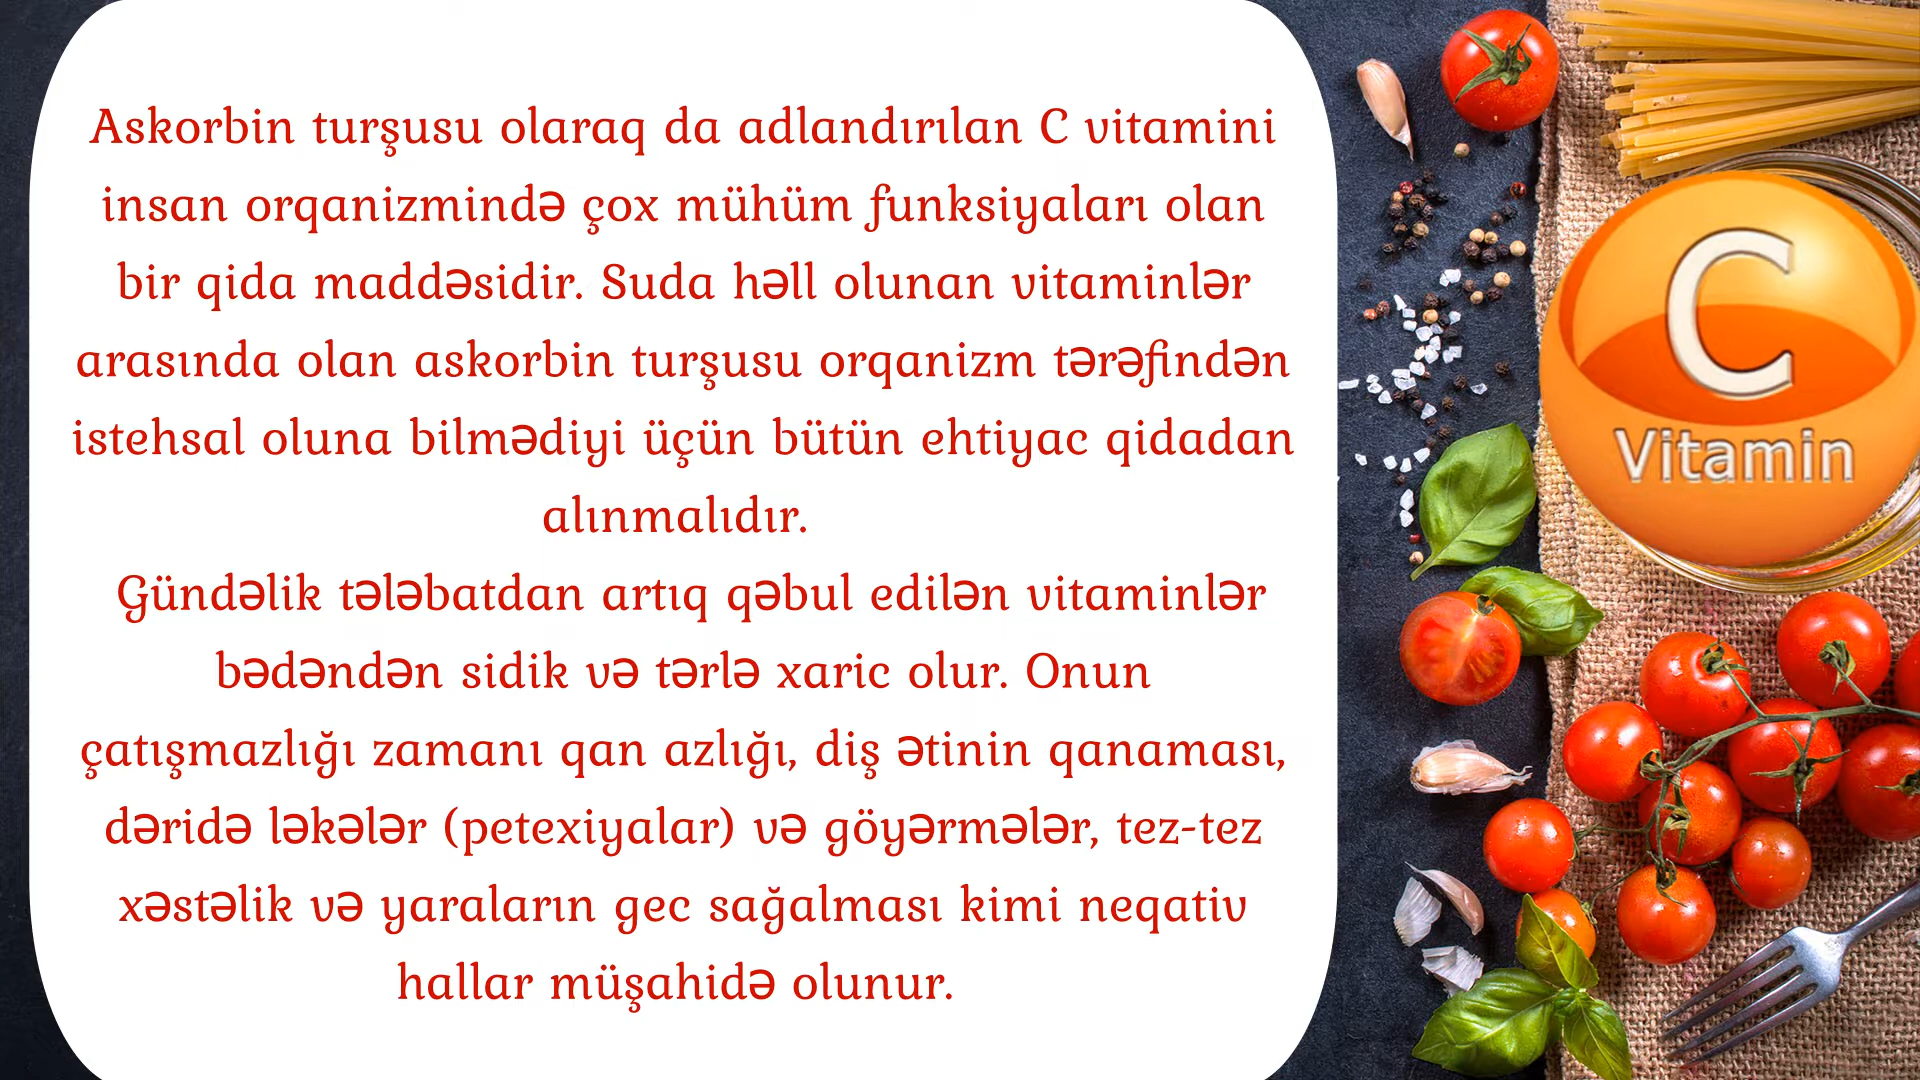 Askorbin turşusu olaraq da adlandırılan C vitamini
insan orqanizmində çox mühüm funksiyaları olan
bir qida maddəsidir. Suda həll olunan vitaminlər
arasında olan askorbin turşusu orqanizm tərəfindən
istehsal oluna bilmədiyi üçün bütün ehtiyac qidadan
alınmalıdır.
Gündəlik tələbatdan artıq qəbul edilən vitaminlər
bədəndən sidik və tərlə xaric olur. Onun
çatışmazlığı zamanı qan azlığı, diş ətinin qanaması,
dəridə ləkələr (petexiyalar) və göyərmələr, tez-tez
xəstəlik və yaraların gec sağalması kimi neqativ
hallar müşahidə olunur.
C
Vitamin